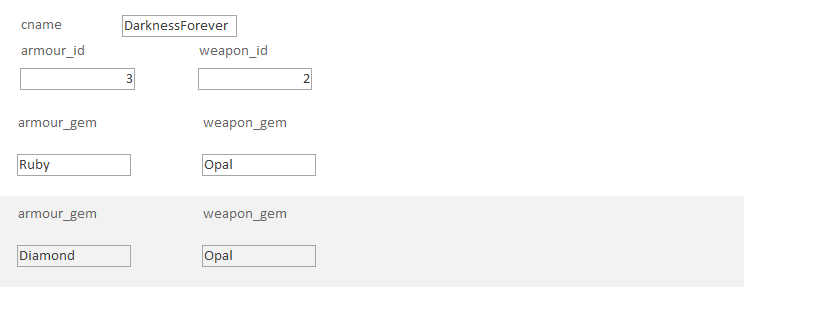 cname DarknessForever
armour_id weapon_id
3 2
armour_gem weapon_gem
Ruby Opal
armour_gem weapon_gem
Diamond Opal